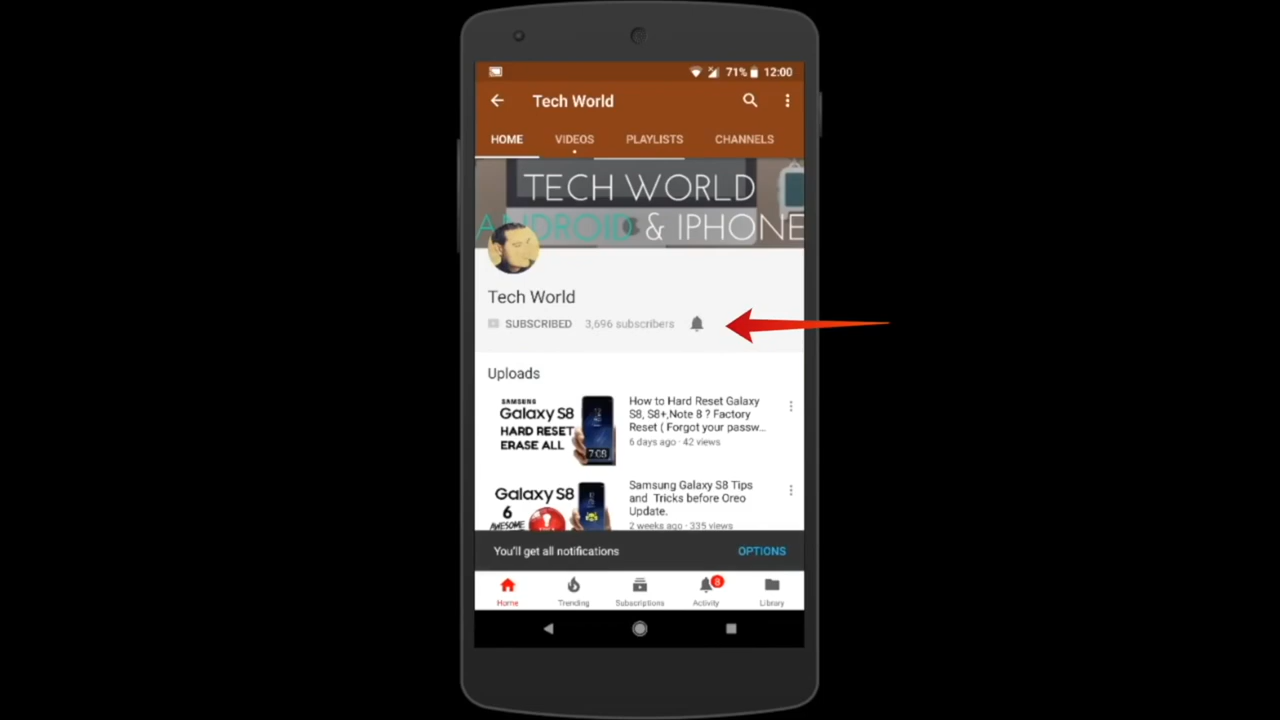 71% 12:00
Tech World
HOME VIDEOS PLAYLISTS CHANNELS
TECH WORLD
ANDROID & IPHONE
Tech World
SUBSCRIBED 3,696 subscribers
Uploads
SAMSUNG
Galaxy S8
HARD RESET
ERASE ALL
7:08
How to Hard Reset Galaxy
S8, S8+,Note 8 ? Factory
Reset ( Forgot your passw...
6 days ago · 42 views
Galaxy S8
6
AWESOME
Samsung Galaxy S8 Tips
and Tricks before Oreo
Update.
2 weeks ago · 335 views
You'll get all notifications OPTIONS
8
Home Trending Subscriptions Activity Library